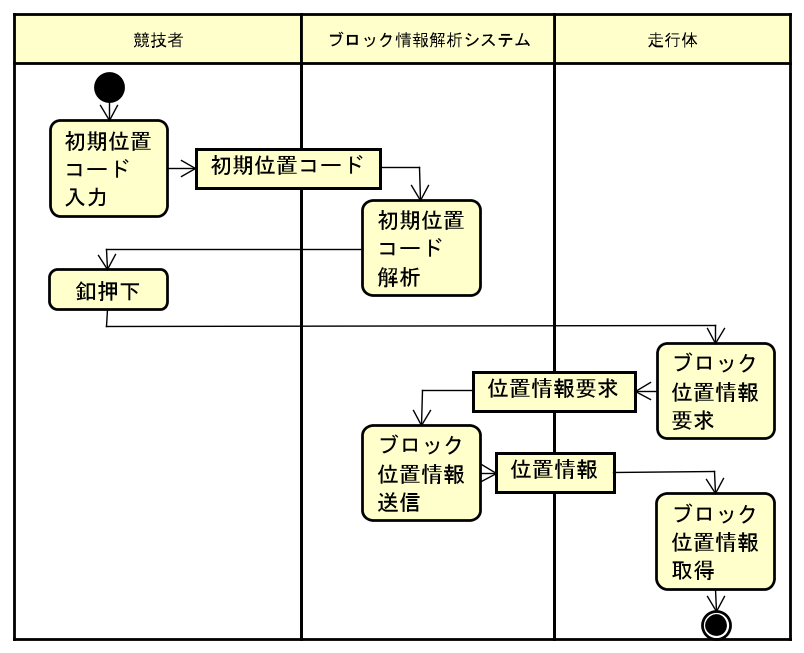 競技者
ブロック情報解析システム
走行体
初期位置
コード
入力
初期位置コード
初期位置
コード
解析
釦押下
ブロック
位置情報
要求
位置情報要求
ブロック
位置情報
送信
位置情報
ブロック
位置情報
取得